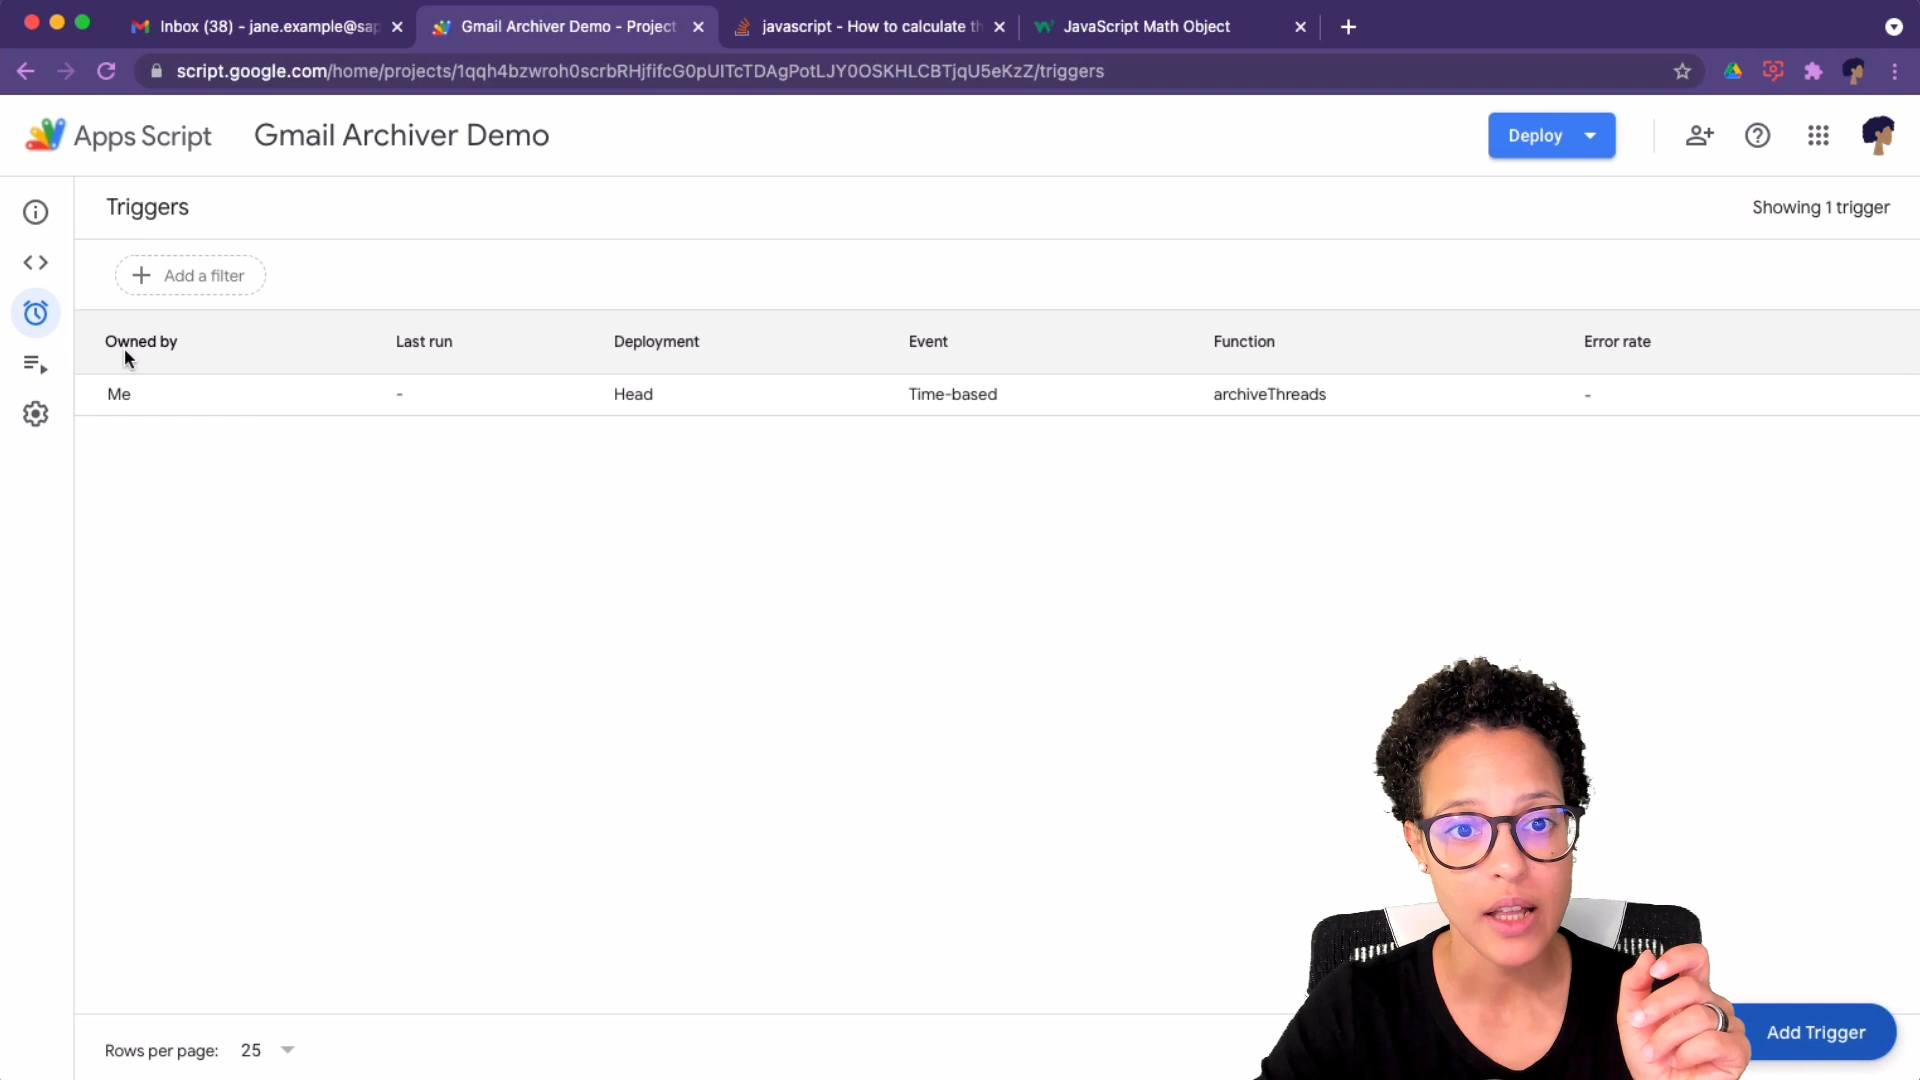 Inbox (38) - jane.example@sap
Gmail Archiver Demo - Project
javascript - How to calculate th
JavaScript Math Object
script.google.com/home/projects/1qqh4bzwroh0scrbRHjfifcG0pUITcTDAgPotLJY0OSKHLCBTjqU5eKzZ/triggers
Apps Script
Gmail Archiver Demo
Deploy
Triggers
Showing 1 trigger
Add a filter
Owned by Last run Deployment Event Function Error rate
Me - Head Time-based archiveThreads -
Rows per page: 25
Add Trigger